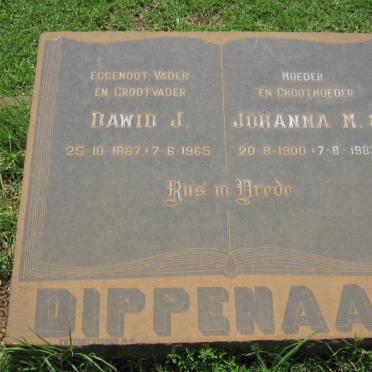 EGGENOOT VADER
EN GROOTVADER
DAWID J.
25·10·1887 · 7·6·1965
MOEDER
EN GROOTMOEDER
JOHANNA M.
20·8·1900 · 7·8·198
Rus in Vrede
DIPPENAA